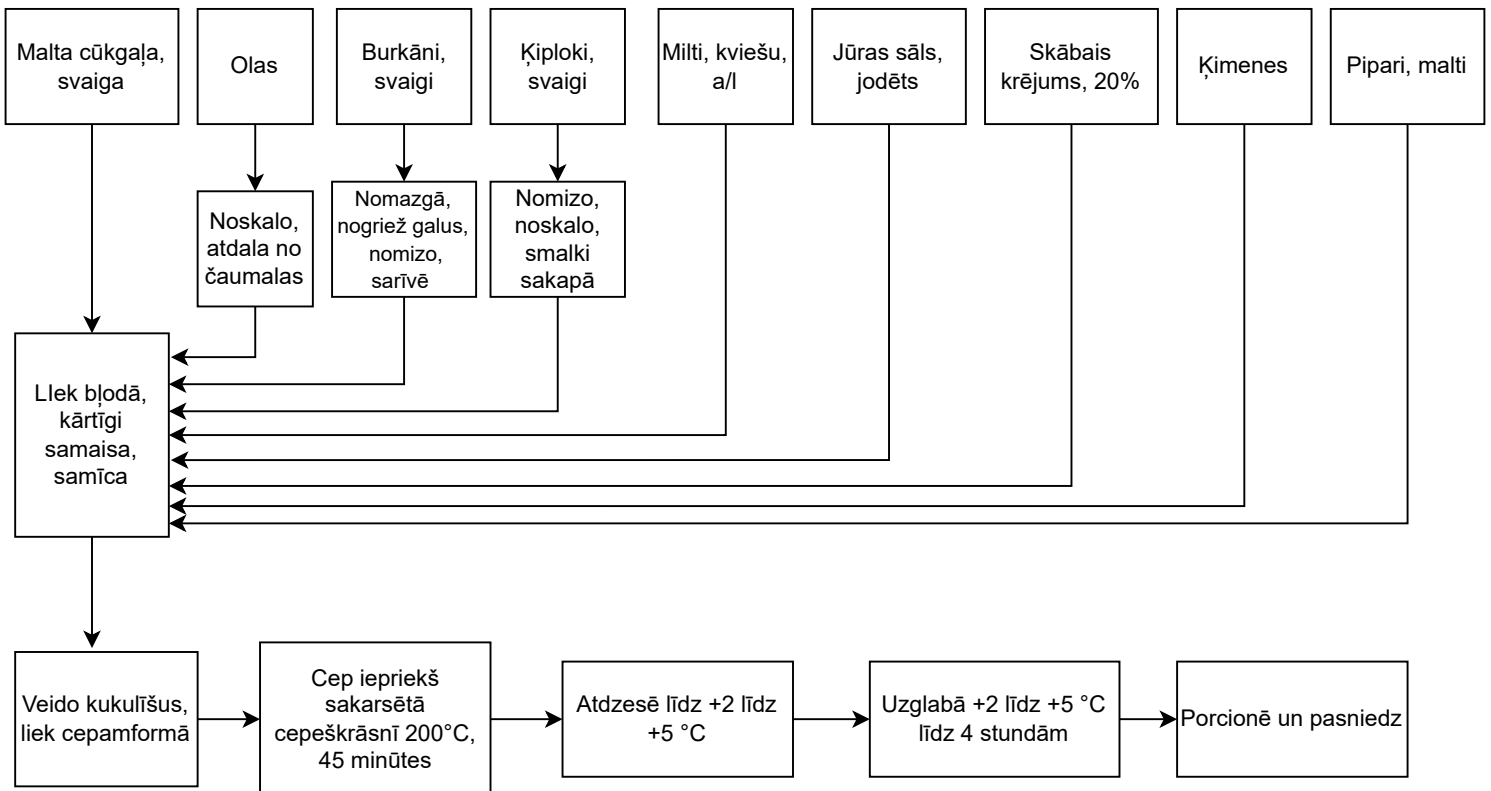 Malta cūkgaļa,
svaiga
Olas
Burkāni,
svaigi
Ķiploki,
svaigi
Milti, kviešu,
a/l
Jūras sāls,
jodēts
Skābais
krējums, 20%
Ķimenes
Pipari, malti
Noskalo,
atdala no
čaumalas
Nomazgā,
nogriež galus,
nomizo,
sarīvē
Nomizo,
noskalo,
smalki
sakapā
LIek bļodā,
kārtīgi
samaisa,
samīca
Veido kukulīšus,
liek cepamformā
Cep iepriekš
sakarsētā
cepeškrāsnī 200°C,
45 minūtes
Atdzesē līdz +2 līdz
+5 °C
Uzglabā +2 līdz +5 °C
līdz 4 stundām
Porcionē un pasniedz